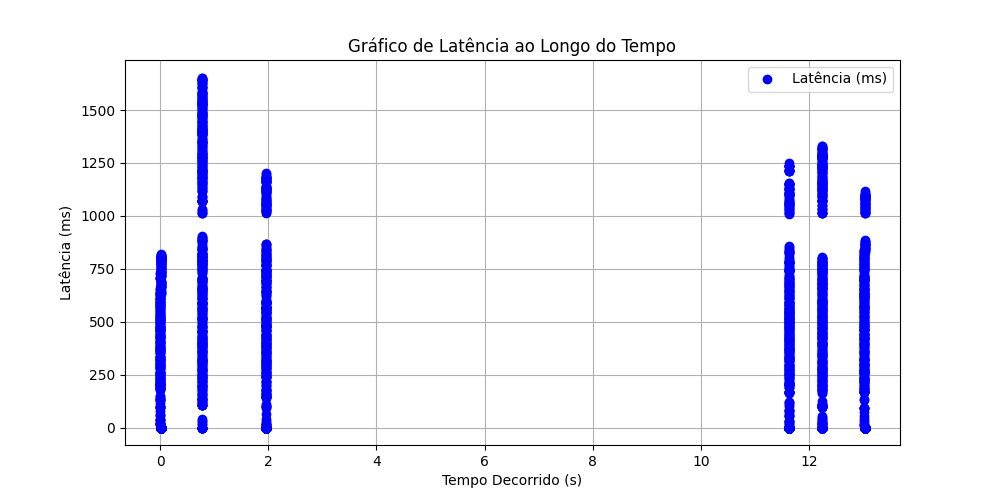 Gráfico de Latência ao Longo do Tempo
Latência (ms)
Latência (ms)
1500
1250
1000
750
500
250
0
0 2 4 6 8 10 12
Tempo Decorrido (s)